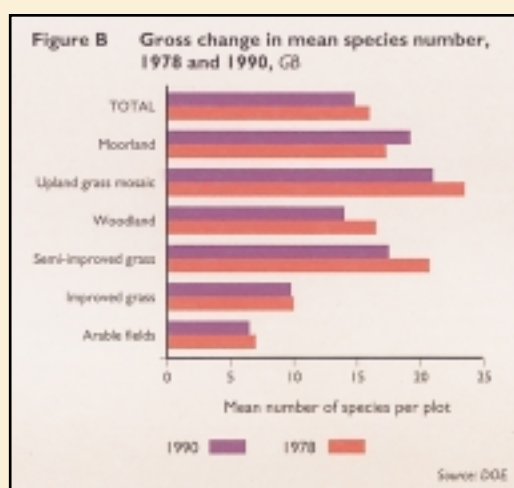 Figure B Gross change in mean species number,
1978 and 1990, GB
TOTAL
Moorland
Upland grass mosaic
Woodland
Semi-improved grass
Improved grass
Arable fields
0 5 10 15 20 25
Mean number of species per plot
1990 1978
Source: DOE